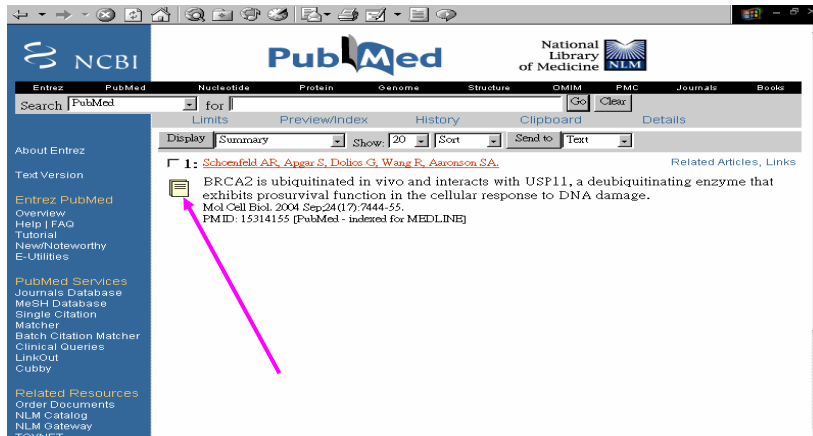 NCBI
PubMed
National
Library
of Medicine NLM
Entrez PubMed Nucleotide Protein Genome Structure OMIM PMC Journals Books
Search PubMed for Go Clear
Limits Preview/Index History Clipboard Details
Display Summary Show: 20 Sort Send to Text
About Entrez
Text Version
Entrez PubMed
Overview
Help | FAQ
Tutorial
New/Noteworthy
E-Utilities
PubMed Services
Journals Database
MeSH Database
Single Citation
Matcher
Batch Citation Matcher
Clinical Queries
LinkOut
Cubby
Related Resources
Order Documents
NLM Catalog
NLM Gateway
TOXNET
1: Schoenfeld AR, Apgar S, Dolios G, Wang R, Aaronson SA. Related Articles, Links
BRCA2 is ubiquitinated in vivo and interacts with USP11, a deubiquitinating enzyme that
exhibits prosurvival function in the cellular response to DNA damage.
Mol Cell Biol. 2004 Sep;24(17):7444-55.
PMID: 15314155 [PubMed - indexed for MEDLINE]